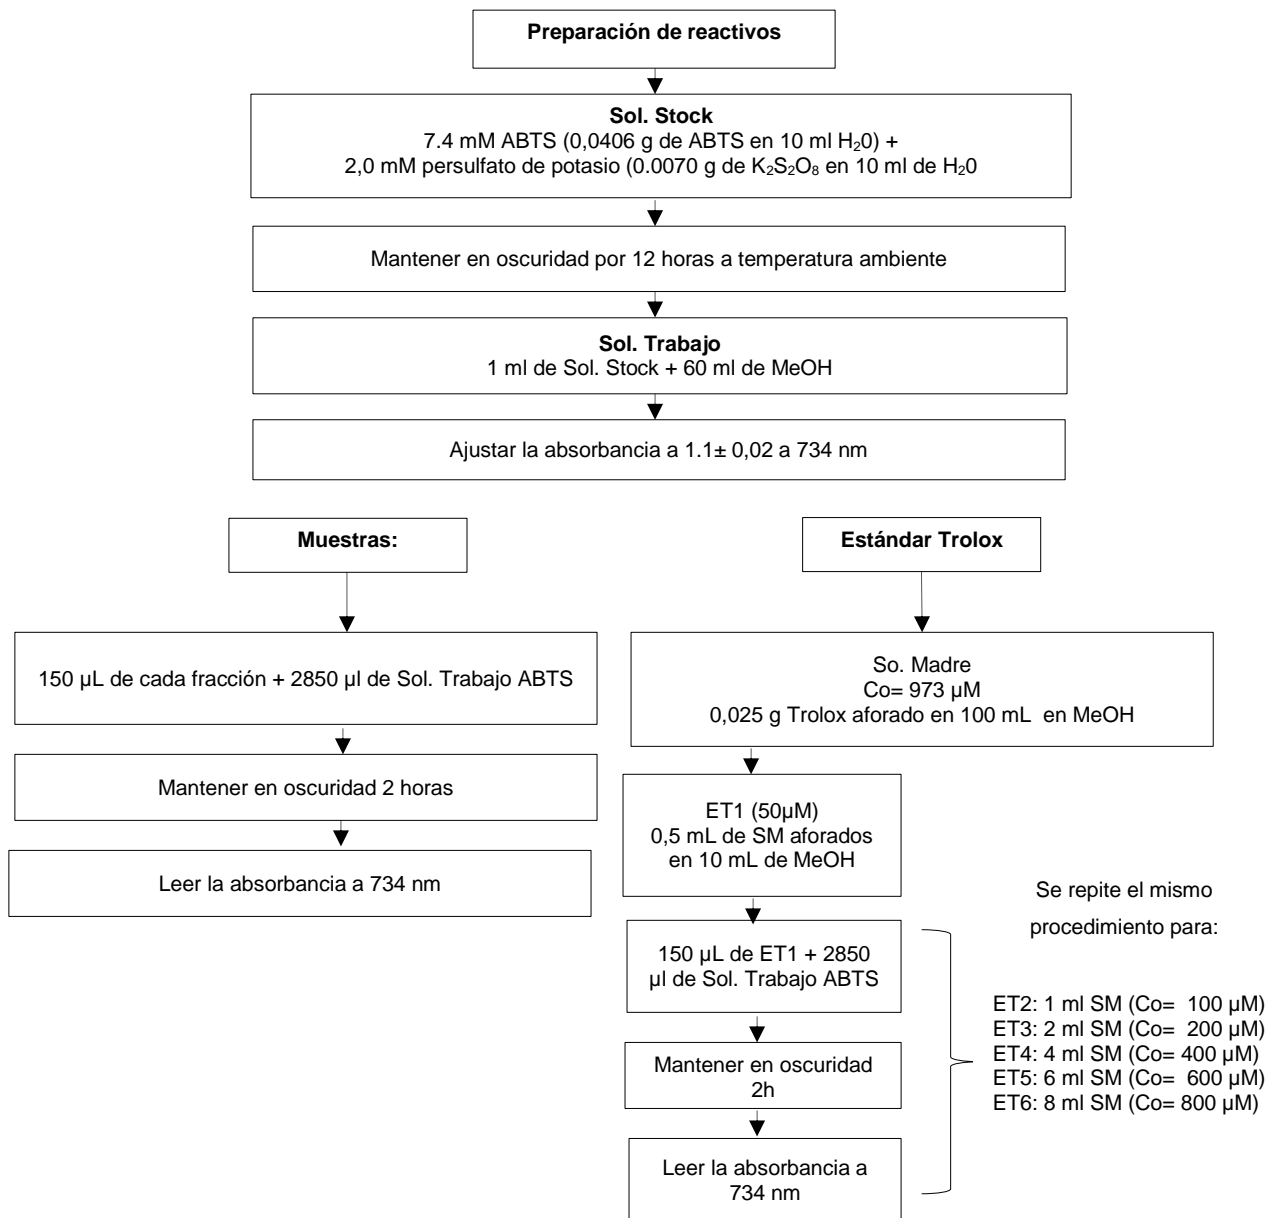 Preparación de reactivos
Sol. Stock
7.4 mM ABTS (0,0406 g de ABTS en 10 ml H₂0) +
2,0 mM persulfato de potasio (0.0070 g de K₂S₂O₈ en 10 ml de H₂0
Mantener en oscuridad por 12 horas a temperatura ambiente
Sol. Trabajo
1 ml de Sol. Stock + 60 ml de MeOH
Ajustar la absorbancia a 1.1± 0,02 a 734 nm
Muestras:
150 µL de cada fracción + 2850 µl de Sol. Trabajo ABTS
Mantener en oscuridad 2 horas
Leer la absorbancia a 734 nm
Estándar Trolox
So. Madre
Co= 973 µM
0,025 g Trolox aforado en 100 mL en MeOH
ET1 (50µM)
0,5 mL de SM aforados
en 10 mL de MeOH
150 µL de ET1 + 2850
µl de Sol. Trabajo ABTS
Mantener en oscuridad
2h
Leer la absorbancia a
734 nm
Se repite el mismo
procedimiento para:
ET2: 1 ml SM (Co= 100 µM)
ET3: 2 ml SM (Co= 200 µM)
ET4: 4 ml SM (Co= 400 µM)
ET5: 6 ml SM (Co= 600 µM)
ET6: 8 ml SM (Co= 800 µM)